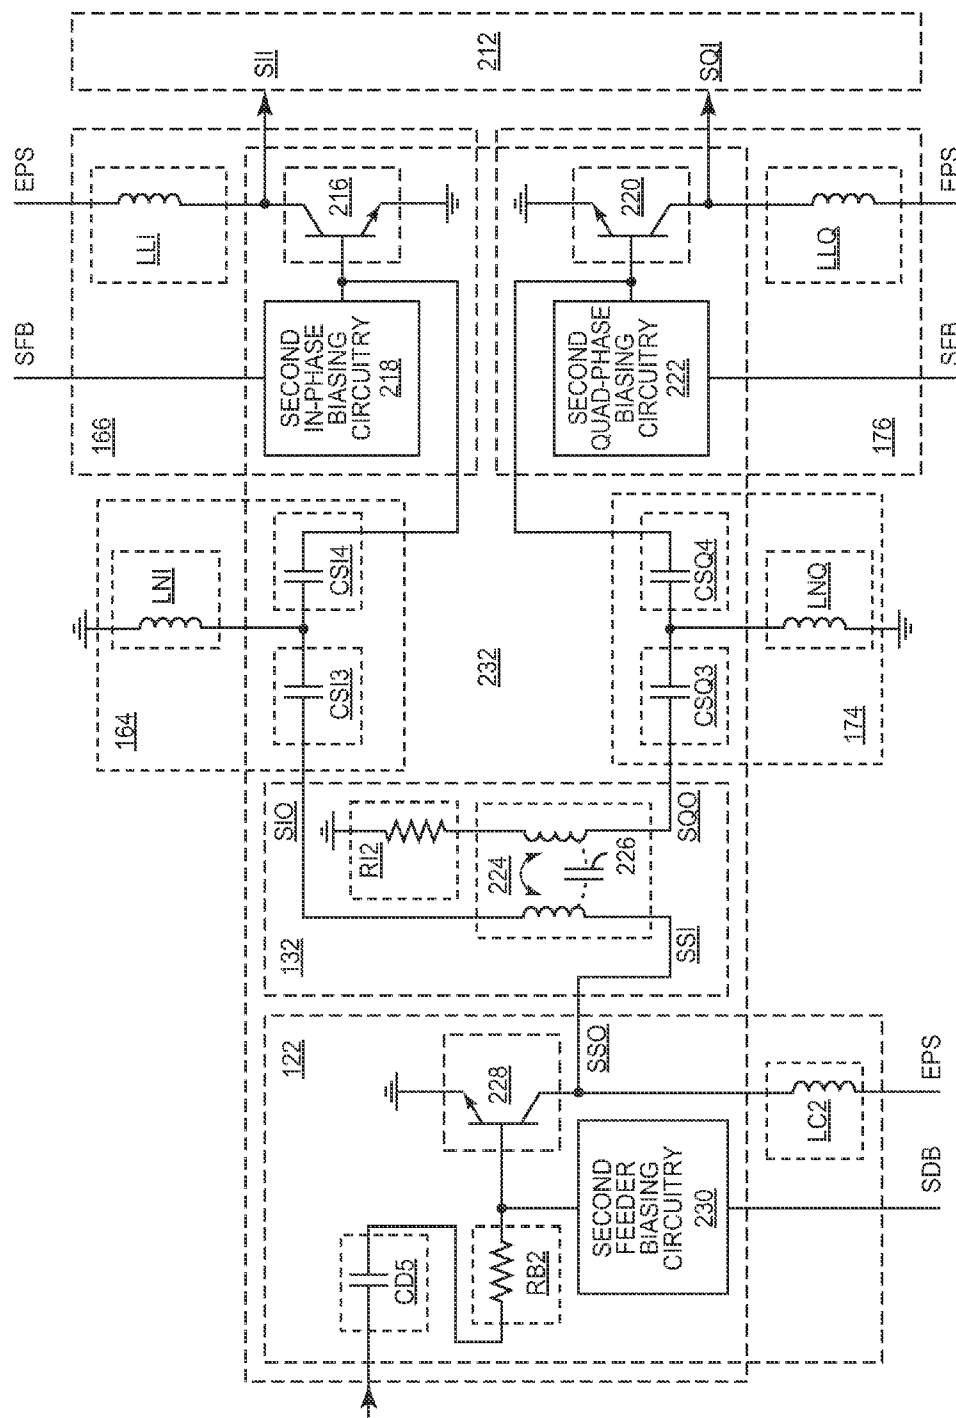 212
SII
SQI
EPS
LLI
216
220
LLQ
EPS
SFB
SECOND
IN-PHASE
BIASING
CIRCUITRY
218
SECOND
QUAD-PHASE
BIASING
CIRCUITRY
222
SFB
166
176
LNI
CSI4
CSQ4
LNQ
232
164
CSI3
CSQ3
174
SIO
RI2
224
226
SQO
132
SSI
122
228
SSO
LC2
EPS
SECOND
FEEDER
BIASING
CIRCUITRY
230
SDB
CD5
RB2